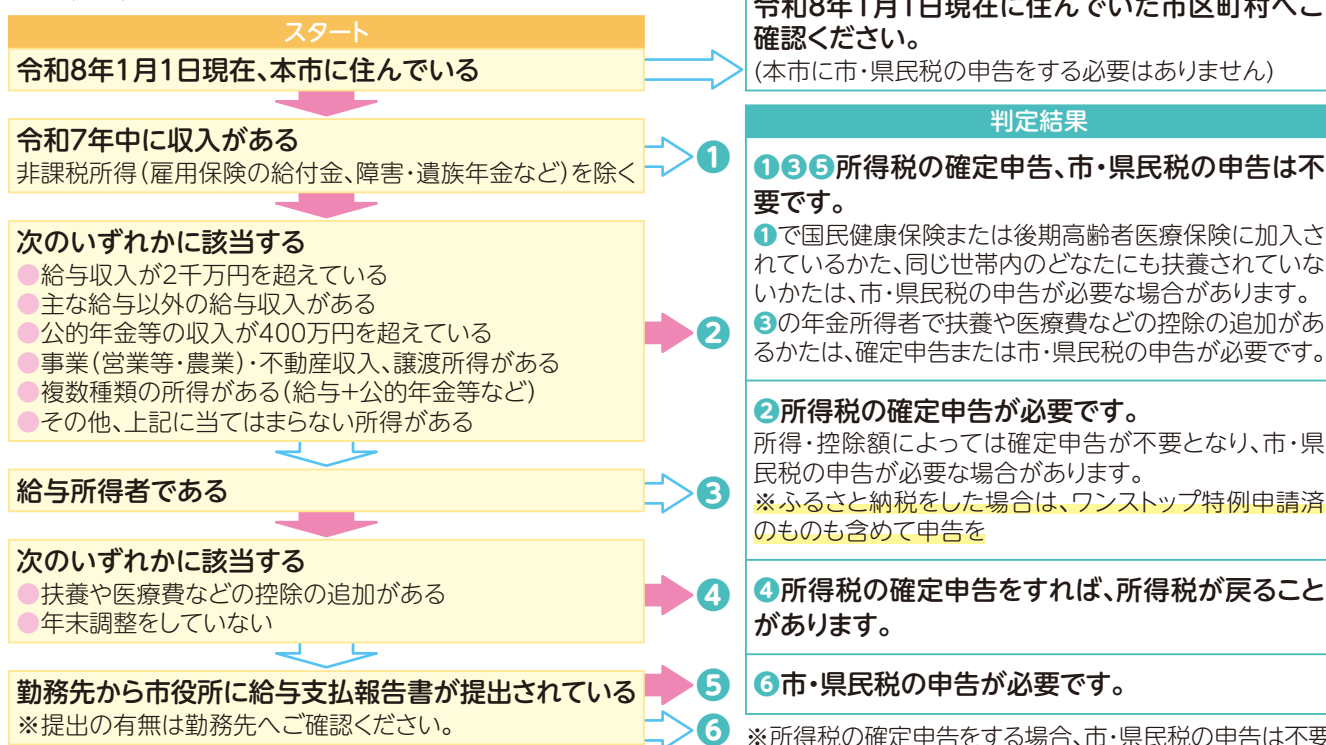 スタート
令和8年1月1日現在、本市に住んでいる
令和7年中に収入がある
非課税所得(雇用保険の給付金、障害・遺族年金など)を除く
❶
次のいずれかに該当する
●給与収入が2千万円を超えている
●主な給与以外の給与収入がある
●公的年金等の収入が400万円を超えている
●事業(営業等・農業)・不動産収入、譲渡所得がある
●複数種類の所得がある(給与+公的年金等など)
●その他、上記に当てはまらない所得がある
❷
給与所得者である
❸
次のいずれかに該当する
●扶養や医療費などの控除の追加がある
●年末調整をしていない
❹
勤務先から市役所に給与支払報告書が提出されている
※提出の有無は勤務先へご確認ください。
❺
❻
令和8年1月1日現在に住んでいた市区町村へご
確認ください。
(本市に市・県民税の申告をする必要はありません)
判定結果
❶❸❺所得税の確定申告、市・県民税の申告は不
要です。
❶で国民健康保険または後期高齢者医療保険に加入さ
れているかた、同じ世帯内のどなたにも扶養されていな
いかたは、市・県民税の申告が必要な場合があります。
❸の年金所得者で扶養や医療費などの控除の追加があ
るかたは、確定申告または市・県民税の申告が必要です。
❷所得税の確定申告が必要です。
所得・控除額によっては確定申告が不要となり、市・県
民税の申告が必要な場合があります。
※ふるさと納税をした場合は、ワンストップ特例申請済
のものも含めて申告を
❹所得税の確定申告をすれば、所得税が戻ること
があります。
❻市・県民税の申告が必要です。
※所得税の確定申告をする場合、市・県民税の申告は不要